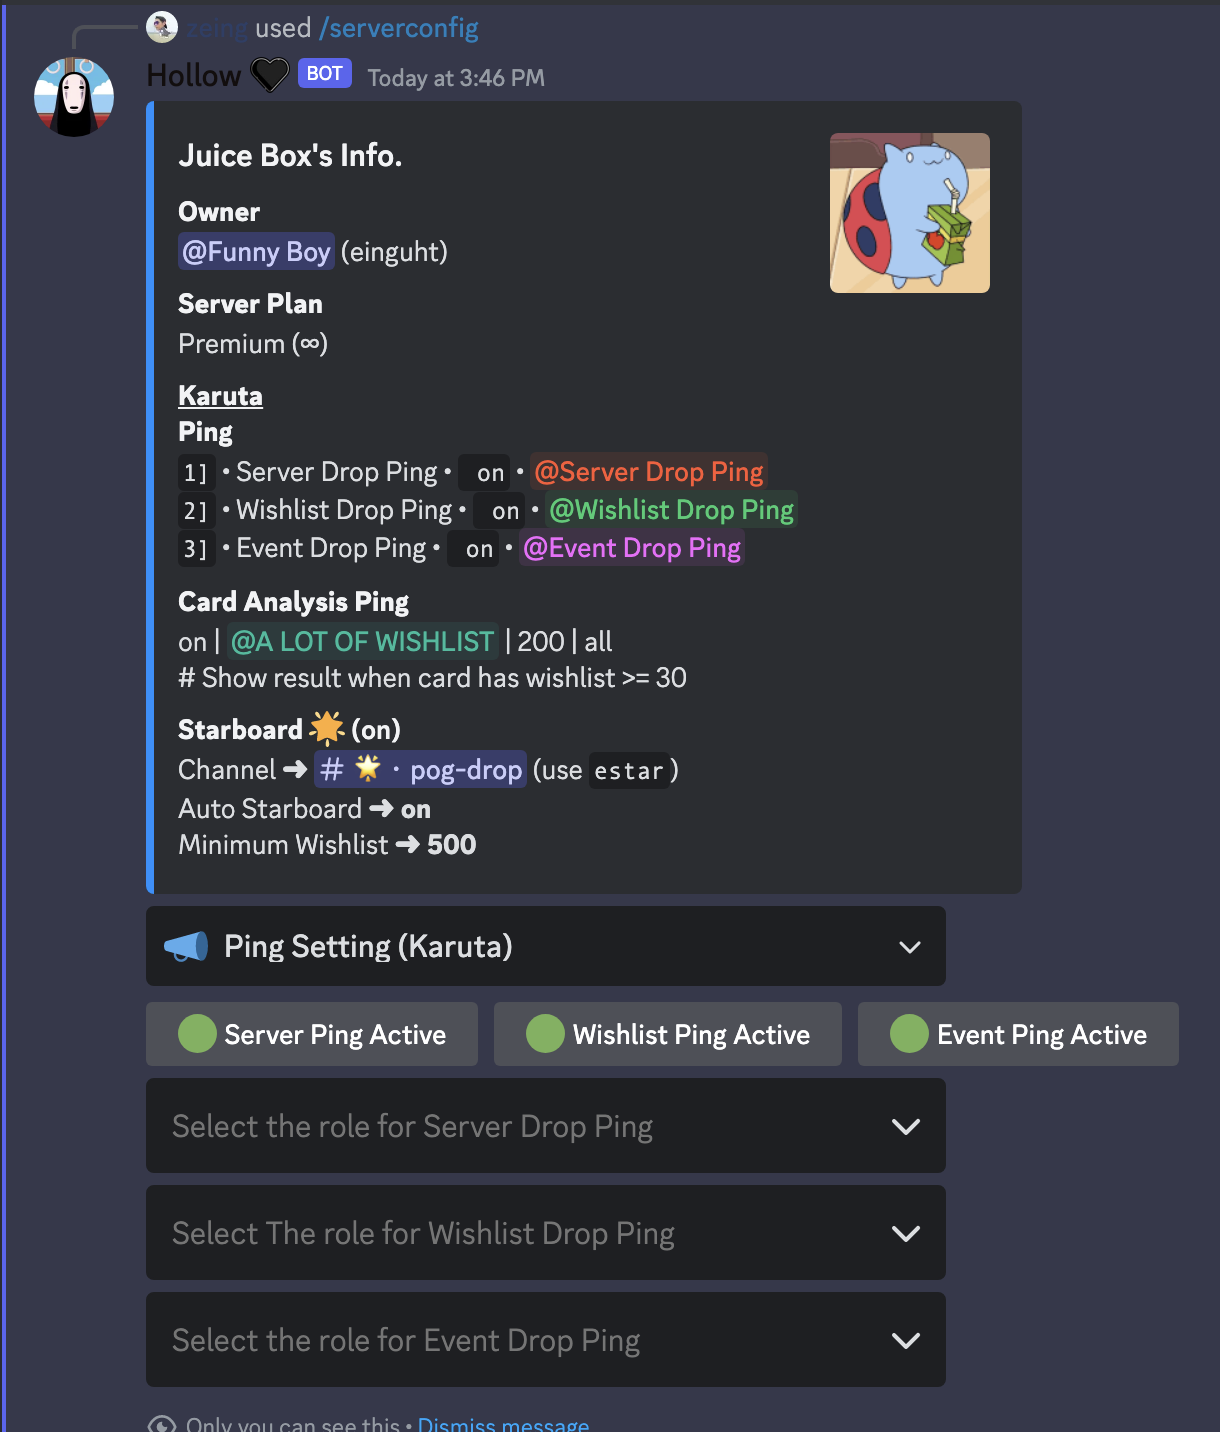 zeing used /serverconfig
Hollow 🖤 BOT Today at 3:46 PM
Juice Box's Info.
Owner
@Funny Boy (einguht)
Server Plan
Premium (∞)
Karuta
Ping
1] • Server Drop Ping • on • @Server Drop Ping
2] • Wishlist Drop Ping • on • @Wishlist Drop Ping
3] • Event Drop Ping • on • @Event Drop Ping
Card Analysis Ping
on | @A LOT OF WISHLIST | 200 | all
# Show result when card has wishlist >= 30
Starboard 🌟 (on)
Channel ➜ # 🌟 · pog-drop (use estar)
Auto Starboard ➜ on
Minimum Wishlist ➜ 500
📣 Ping Setting (Karuta)
🟢 Server Ping Active 🟢 Wishlist Ping Active 🟢 Event Ping Active
Select the role for Server Drop Ping
Select The role for Wishlist Drop Ping
Select the role for Event Drop Ping
Only you can see this • Dismiss message